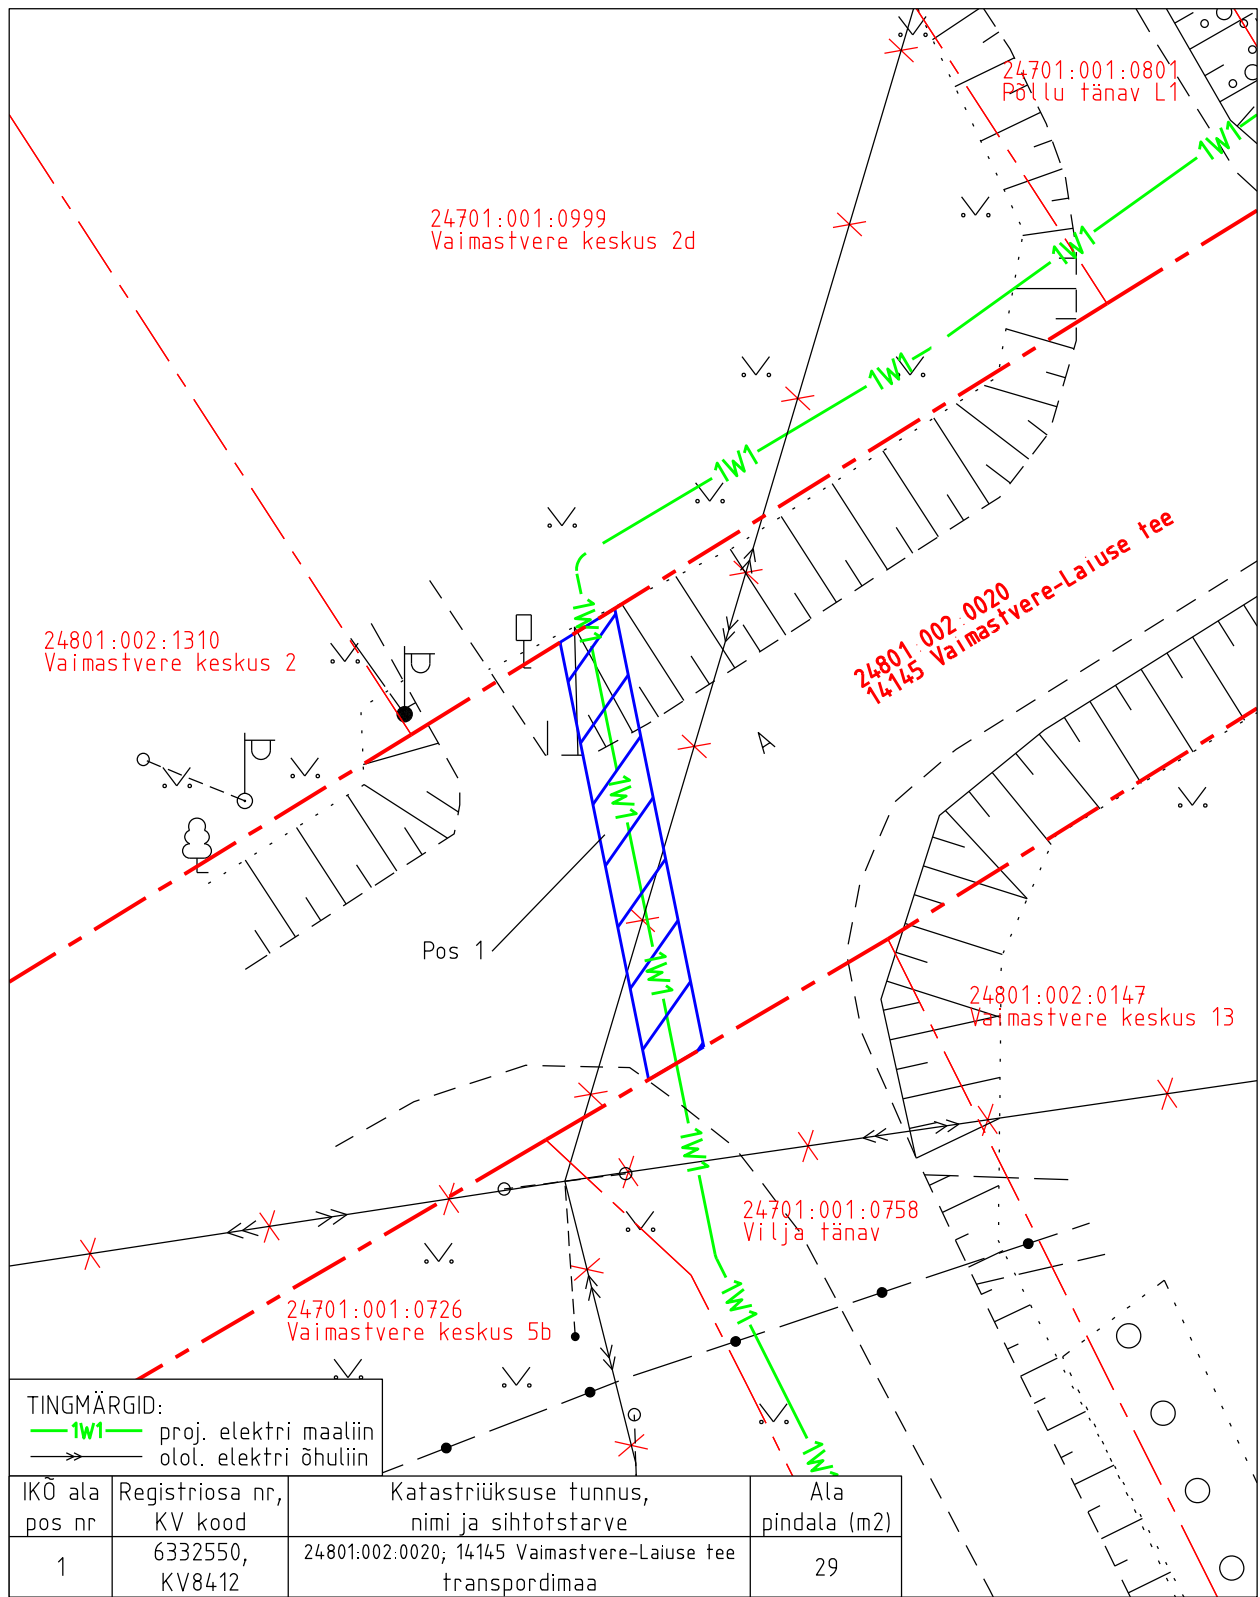 24701:001:0801
Põllu tänav L1
1W1
24701:001:0999
Vaimastvere keskus 2d
1W1
1W1
1W1
24801:002:0020
14145 Vaimastvere-Laiuse tee
1W1
24801:002:1310
Vaimastvere keskus 2
A
1W1
Pos 1
1W1
24801:002:0147
Vaimastvere keskus 13
1W1
24701:001:0758
Vilja tänav
1W1
24701:001:0726
Vaimastvere keskus 5b
TINGMÄRGID:
1W1 proj. elektri maaliin
olol. elektri õhuliin
1W1
IKÕ ala
pos nr
Registriosa nr,
KV kood
Katastriüksuse tunnus,
nimi ja sihtotstarve
Ala
pindala (m2)
1
6332550,
KV8412
24801:002:0020; 14145 Vaimastvere-Laiuse tee
transpordimaa
29